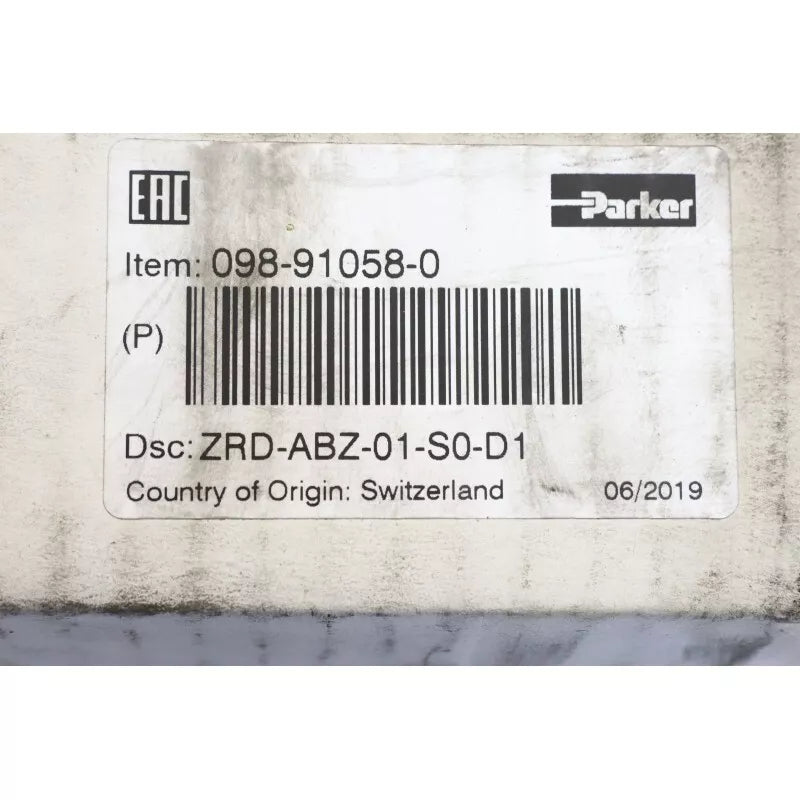 EAC
Parker
Item: 098-91058-0
(P)
Dsc: ZRD-ABZ-01-S0-D1
Country of Origin: Switzerland 06/2019